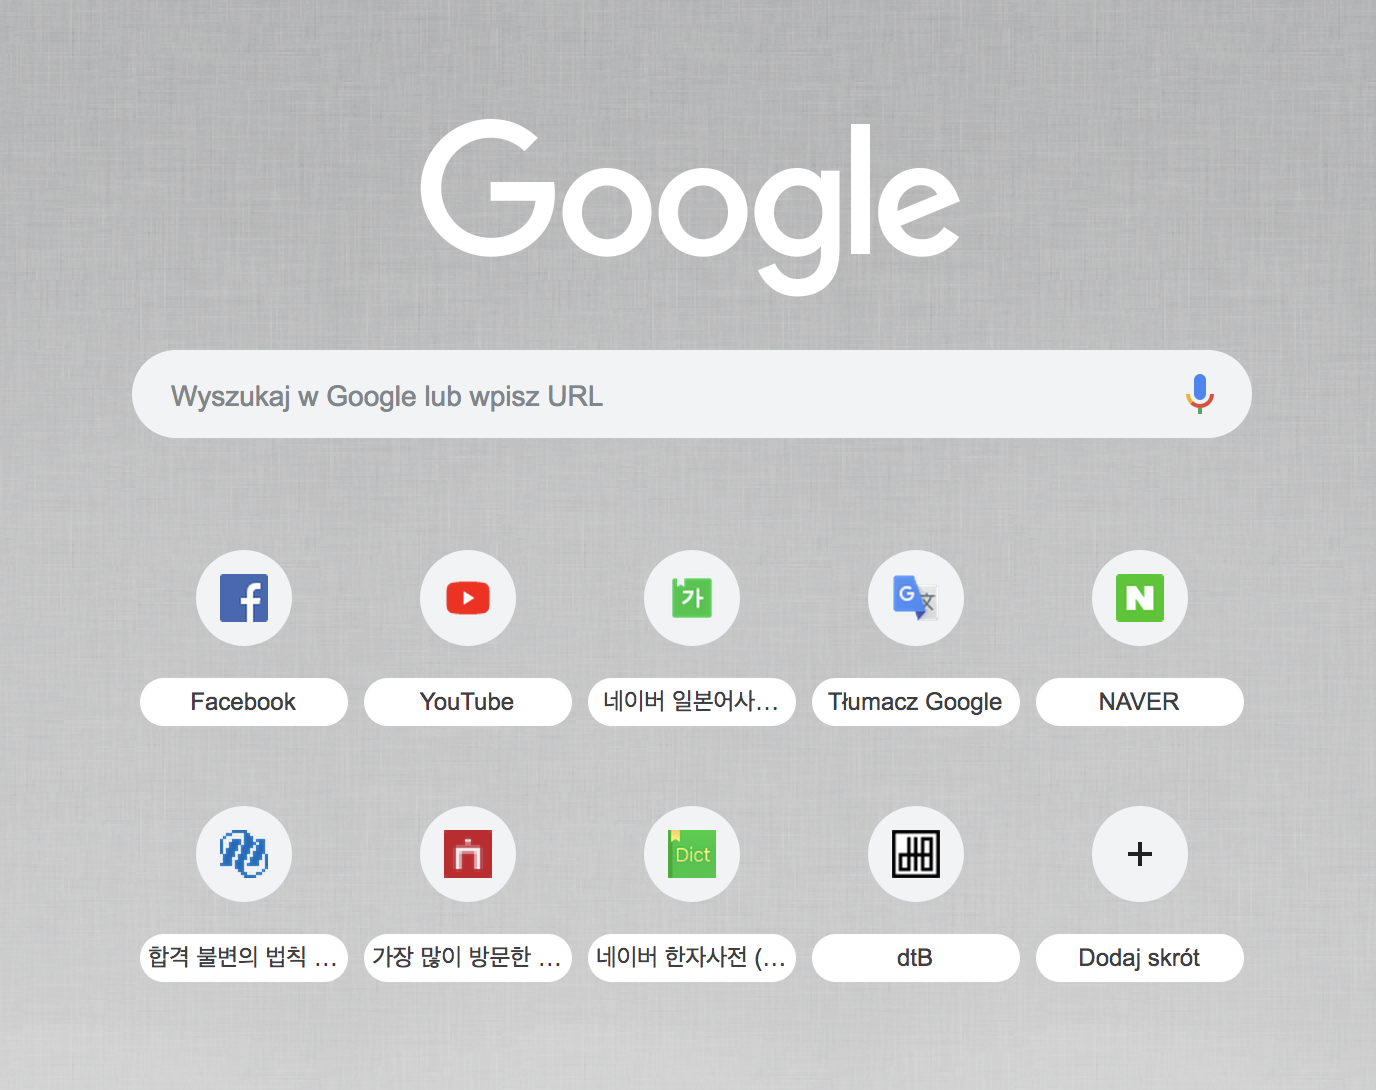 Google
Wyszukaj w Google lub wpisz URL
가
G 文
N
Facebook
YouTube
네이버 일본어사...
Tłumacz Google
NAVER
Dict
합격 불변의 법칙 ...
가장 많이 방문한 ...
네이버 한자사전 (...
dtB
Dodaj skrót